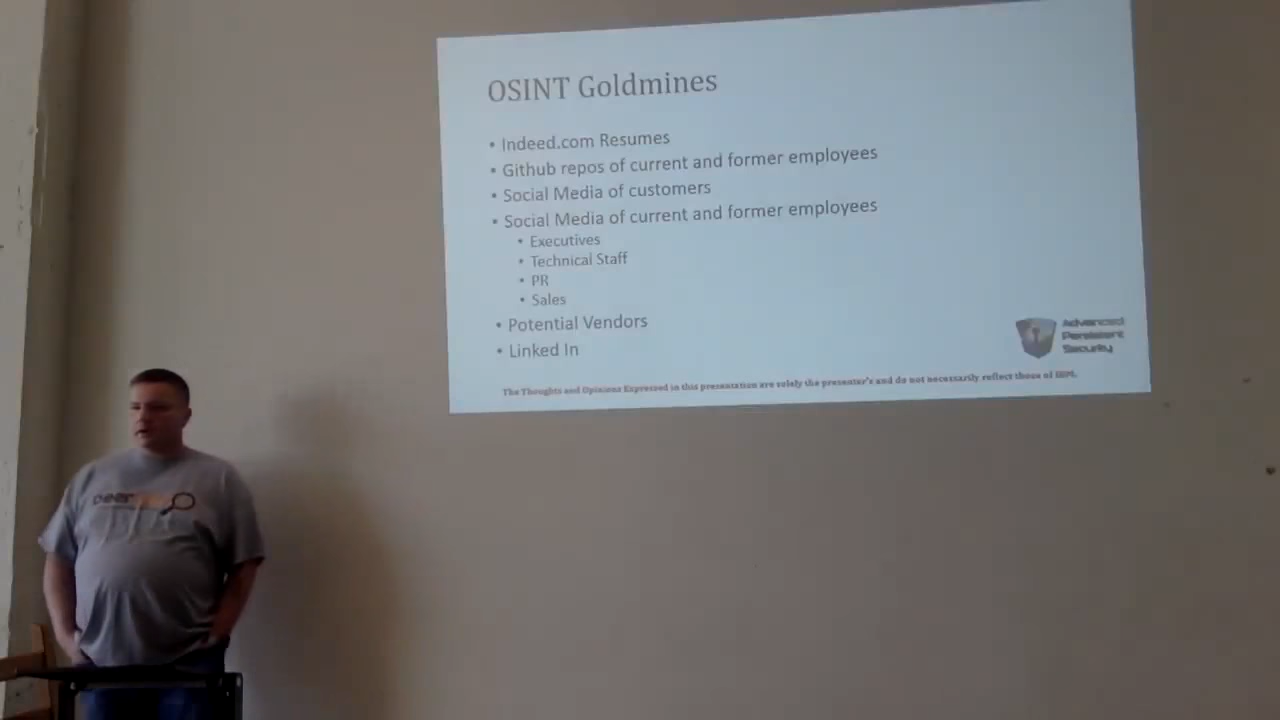 OSINT Goldmines
• Indeed.com Resumes
• Github repos of current and former employees
• Social Media of customers
• Social Media of current and former employees
• Executives
• Technical Staff
• PR
• Sales
• Potential Vendors
• Linked In
Advanced
Persistent
Security
The Thoughts and Opinions Expressed in this presentation are solely the presenter's and do not necessarily reflect those of